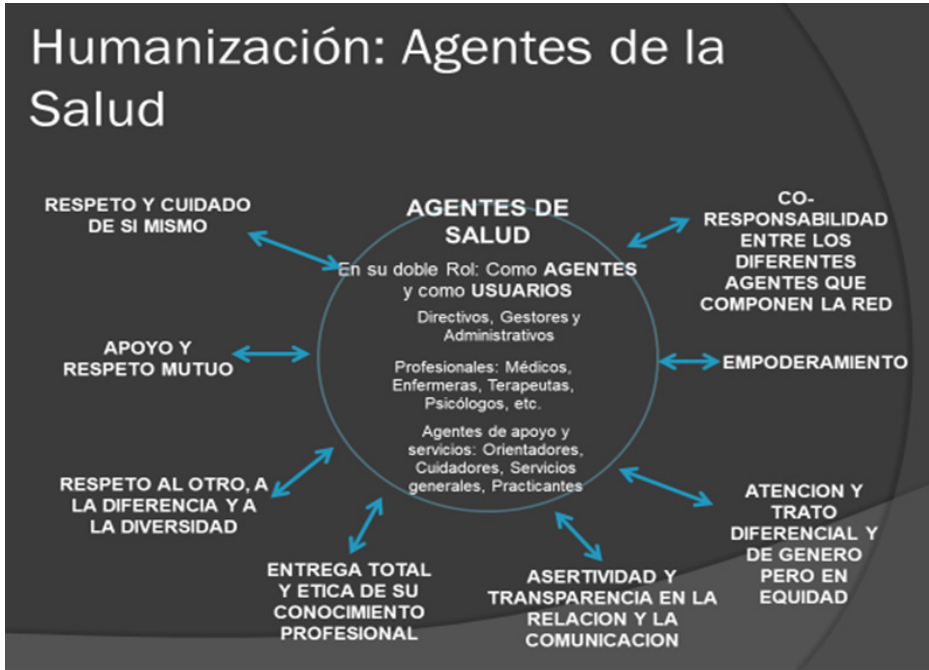 Humanización: Agentes de la
Salud
AGENTES DE
SALUD
En su doble Rol: Como AGENTES
y como USUARIOS
Directivos, Gestores y
Administrativos
Profesionales: Médicos,
Enfermeras, Terapeutas,
Psicólogos, etc.
Agentes de apoyo y
servicios: Orientadores,
Cuidadores, Servicios
generales, Practicantes
RESPETO Y CUIDADO
DE SI MISMO
APOYO Y
RESPETO MUTUO
RESPETO AL OTRO, A
LA DIFERENCIA Y A
LA DIVERSIDAD
ENTREGA TOTAL
Y ETICA DE SU
CONOCIMIENTO
PROFESIONAL
ASERTIVIDAD Y
TRANSPARENCIA EN LA
RELACION Y LA
COMUNICACION
ATENCION Y
TRATO
DIFERENCIAL Y
DE GENERO
PERO EN
EQUIDAD
EMPODERAMIENTO
CO-
RESPONSABILIDAD
ENTRE LOS
DIFERENTES
AGENTES QUE
COMPONEN LA RED